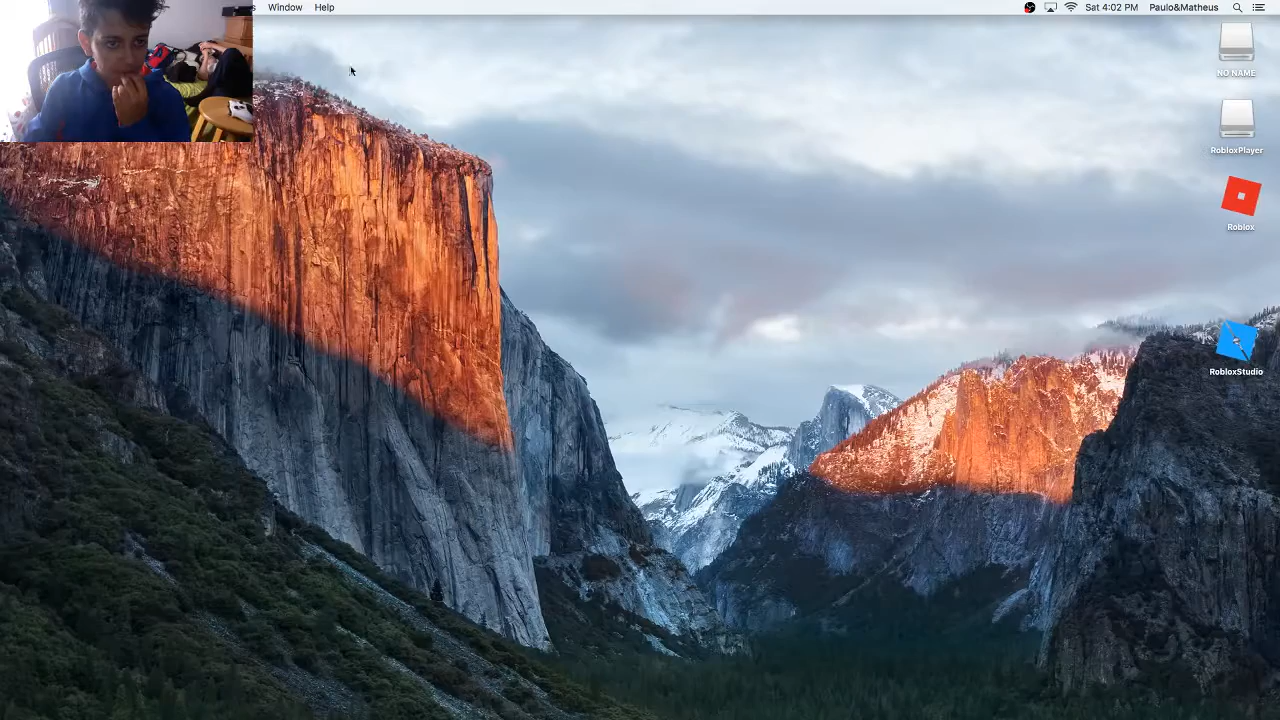 Window Help Sat 4:02 PM Paulo&Matheus
NO NAME
RobloxPlayer
Roblox
RobloxStudio